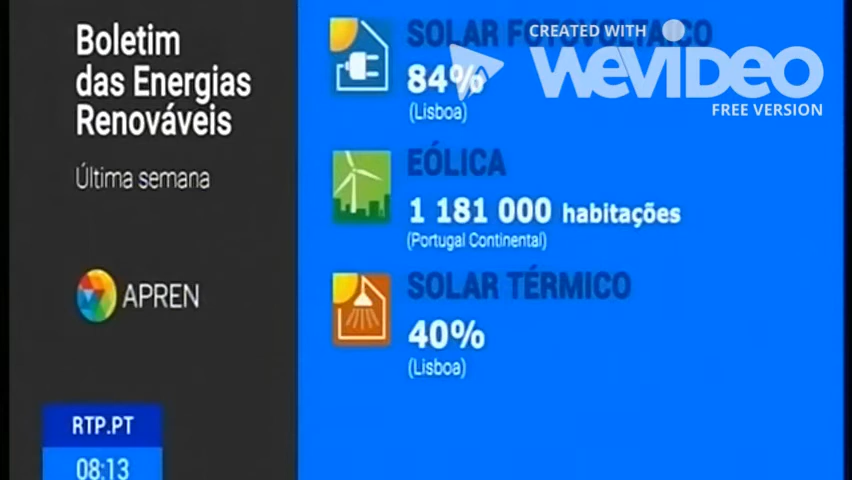 Boletim
das Energias
Renováveis
Última semana
APREN
RTP.PT
08:13
SOLAR FOTOVOLTAICO
84%
(Lisboa)
EÓLICA
1 181 000 habitações
(Portugal Continental)
SOLAR TÉRMICO
40%
(Lisboa)
CREATED WITH
WeVideo
FREE VERSION